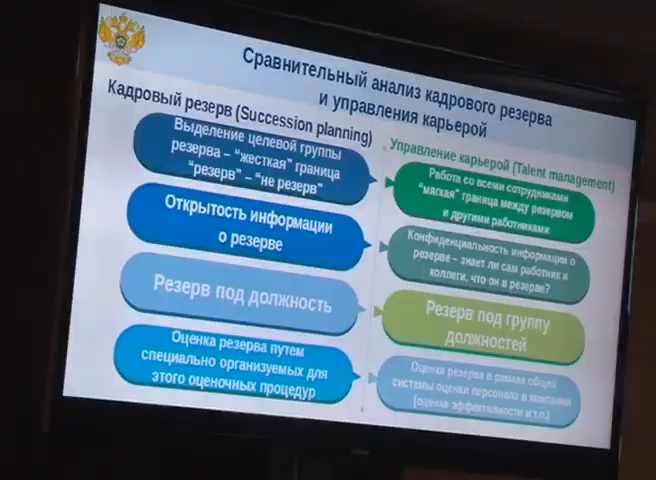 Сравнительный анализ кадрового резерва
и управления карьерой
Кадровый резерв (Succession planning)
Выделение целевой группы
резерва – “жесткая” граница
“резерв” – “не резерв”
Открытость информации
о резерве
Резерв под должность
Оценка резерва путем
специально организуемых для
этого оценочных процедур
Управление карьерой (Talent management)
Работа со всеми сотрудниками
“мягкая” граница между резервом
и другими работниками
Конфиденциальность информации о
резерве – знает ли сам работник и
коллеги, что он в резерве?
Резерв под группу
должностей
Оценка резерва в рамках общей
системы оценки персонала в компании
(оценка эффективности и т.п.)